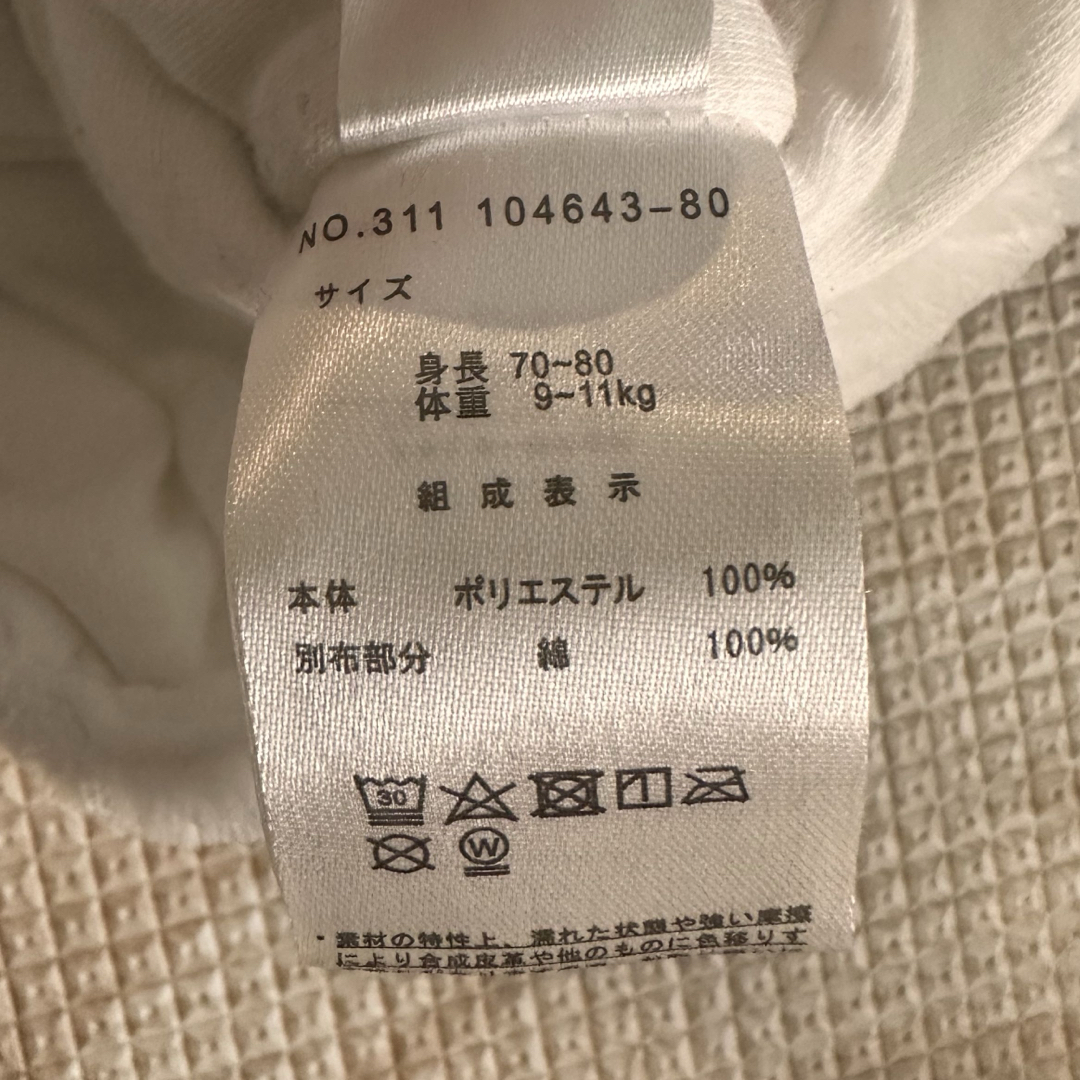 NO.311 104643-80
サイズ
身長 70~80
体重 9~11kg
組成表示
本体 ポリエステル 100%
別布部分 綿 100%
30
W
・素材の特性上、濡れた状態や強い摩擦
により合成皮革や他のものに色移りす